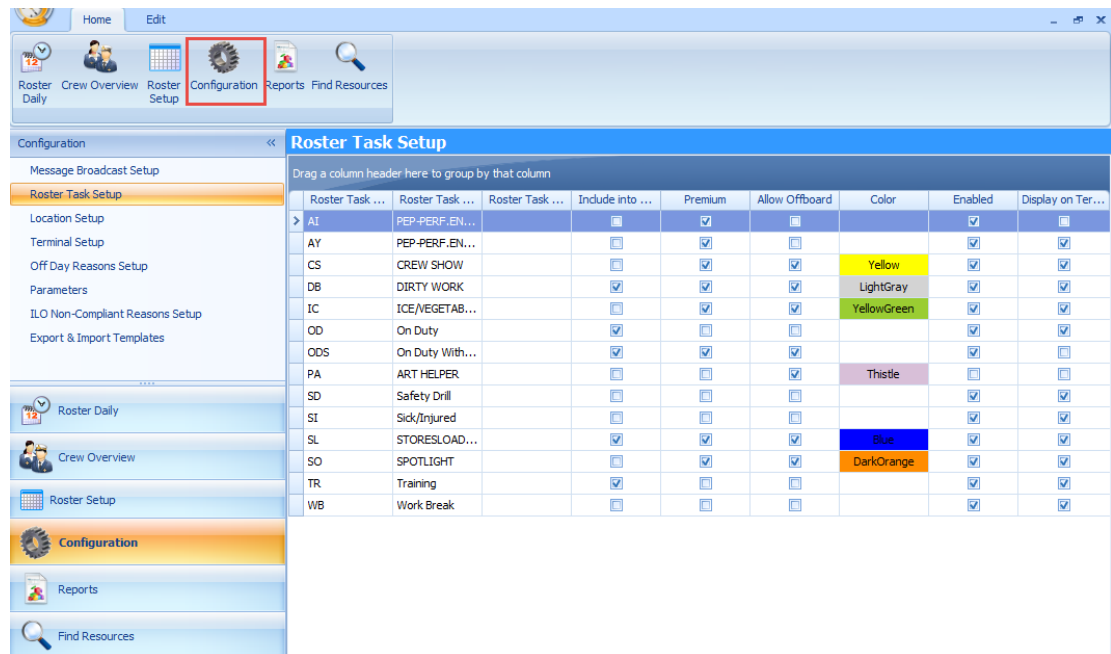 Home Edit
Roster Daily Crew Overview Roster Setup Configuration Reports Find Resources
Configuration «
Message Broadcast Setup
Roster Task Setup
Location Setup
Terminal Setup
Off Day Reasons Setup
Parameters
ILO Non-Compliant Reasons Setup
Export & Import Templates
12 Roster Daily
Crew Overview
Roster Setup
Configuration
Reports
Find Resources
Roster Task Setup
Drag a column header here to group by that column
Roster Task ... Roster Task ... Roster Task ... Include into ... Premium Allow Offboard Color Enabled Display on Ter...
AI PEP-PERF.EN...
AY PEP-PERF.EN...
CS CREW SHOW Yellow
DB DIRTY WORK LightGray
IC ICE/VEGETAB... YellowGreen
OD On Duty
ODS On Duty With...
PA ART HELPER Thistle
SD Safety Drill
SI Sick/Injured
SL STORESLOAD... Blue
SO SPOTLIGHT DarkOrange
TR Training
WB Work Break